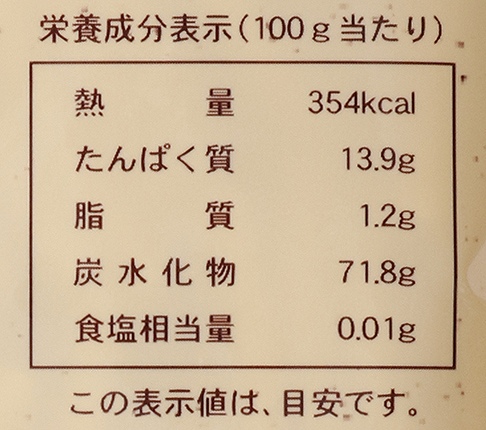 栄養成分表示(100g当たり)
熱量 354kcal
たんぱく質 13.9g
脂質 1.2g
炭水化物 71.8g
食塩相当量 0.01g
この表示値は、目安です。